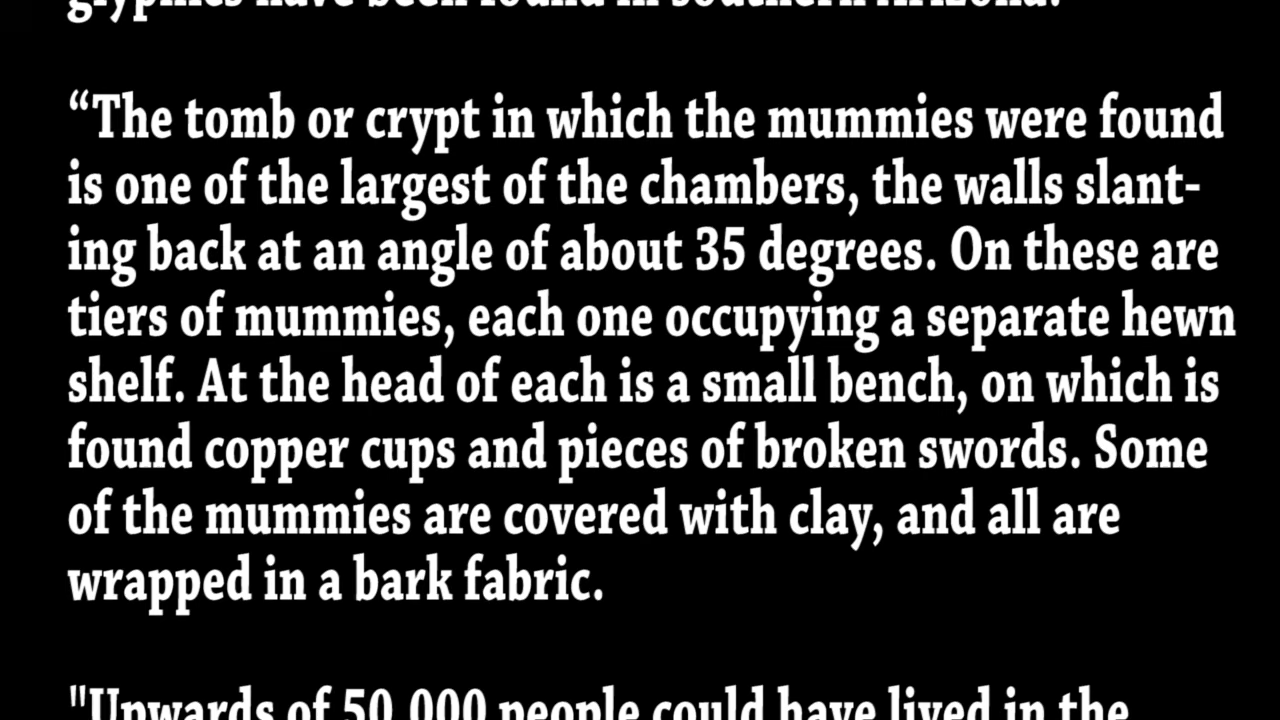 glyphics have been found in southern Arizona.
“The tomb or crypt in which the mummies were found
is one of the largest of the chambers, the walls slant-
ing back at an angle of about 35 degrees. On these are
tiers of mummies, each one occupying a separate hewn
shelf. At the head of each is a small bench, on which is
found copper cups and pieces of broken swords. Some
of the mummies are covered with clay, and all are
wrapped in a bark fabric.
"Upwards of 50,000 people could have lived in the